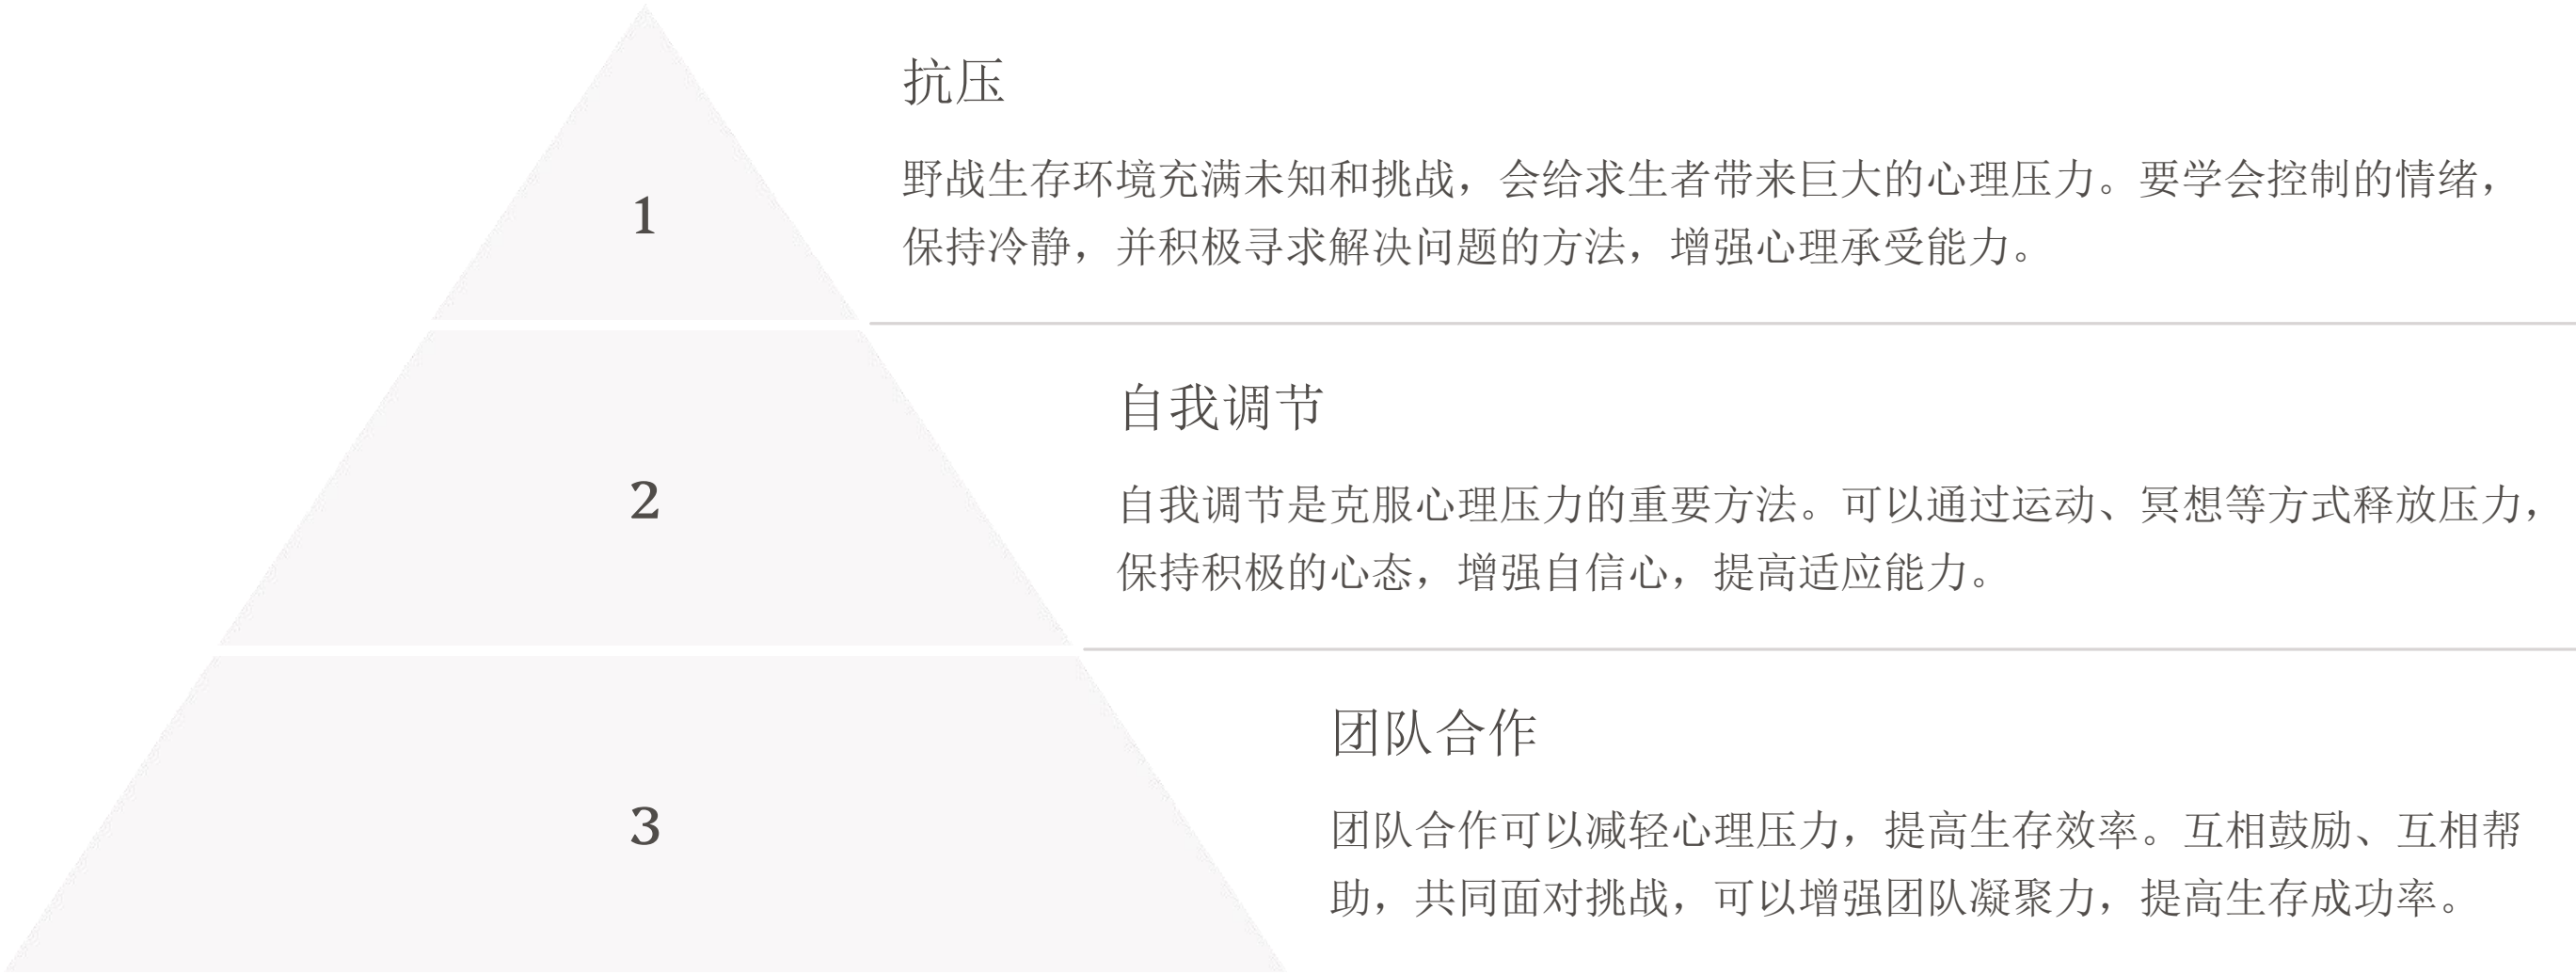 抗压
野战生存环境充满未知和挑战，会给求生者带来巨大的心理压力。要学会控制的情绪，
保持冷静，并积极寻求解决问题的方法，增强心理承受能力。
1
自我调节
自我调节是克服心理压力的重要方法。可以通过运动、冥想等方式释放压力，
保持积极的心态，增强自信心，提高适应能力。
2
团队合作
团队合作可以减轻心理压力，提高生存效率。互相鼓励、互相帮
助，共同面对挑战，可以增强团队凝聚力，提高生存成功率。
3